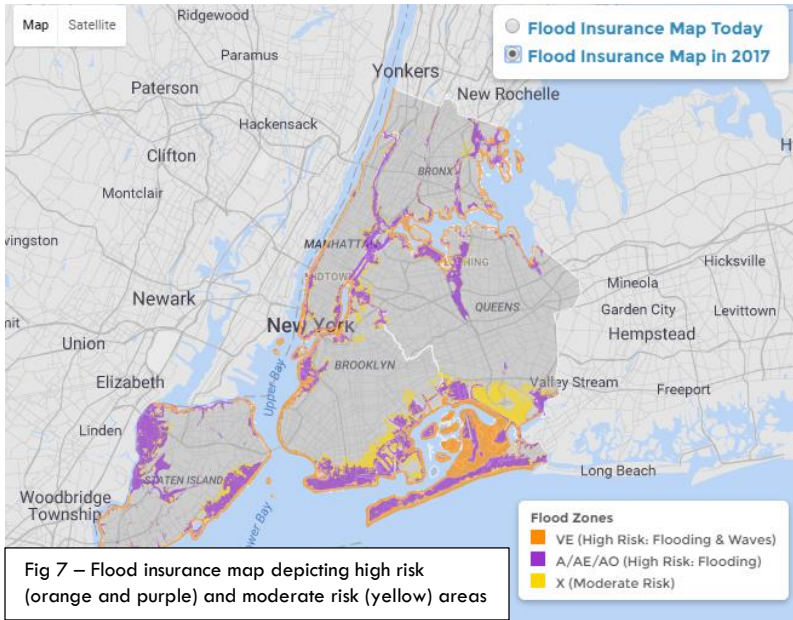 Map Satellite
Flood Insurance Map Today
Flood Insurance Map in 2017
Ridgewood
Paramus
Yonkers
Paterson
New Rochelle
Hackensack
Clifton
BRONX
Montclair
MANHATTAN
Hicksville
Mineola
QUEENS
Newark
Garden City
Levittown
New York
Hempstead
Union
BROOKLYN
Elizabeth
Upper Bay
Valley Stream
Freeport
Linden
STATEN ISLAND
Long Beach
Woodbridge
Township
Flood Zones
VE (High Risk: Flooding & Waves)
A/AE/AO (High Risk: Flooding)
X (Moderate Risk)
Fig 7 – Flood insurance map depicting high risk
(orange and purple) and moderate risk (yellow) areas